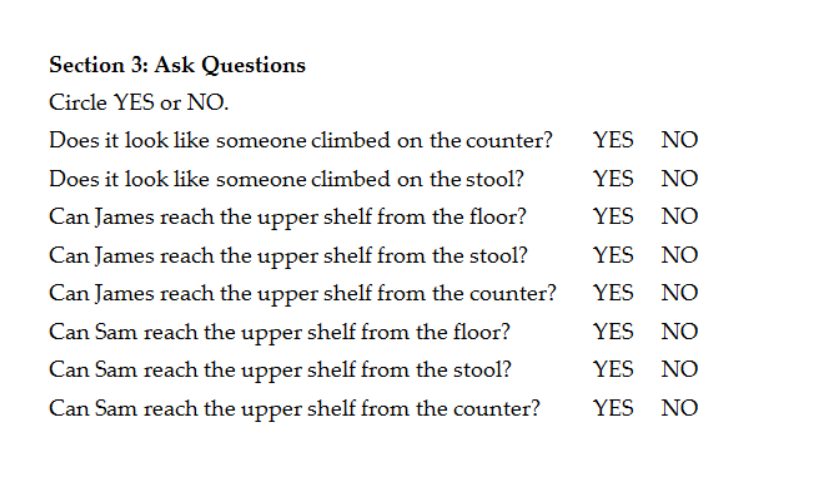 Section 3: Ask Questions
Circle YES or NO.
Does it look like someone climbed on the counter? YES NO
Does it look like someone climbed on the stool? YES NO
Can James reach the upper shelf from the floor? YES NO
Can James reach the upper shelf from the stool? YES NO
Can James reach the upper shelf from the counter? YES NO
Can Sam reach the upper shelf from the floor? YES NO
Can Sam reach the upper shelf from the stool? YES NO
Can Sam reach the upper shelf from the counter? YES NO